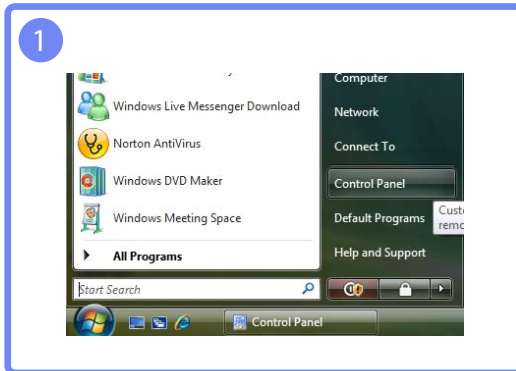 1
Windows Live Messenger Download
Norton AntiVirus
Windows DVD Maker
Windows Meeting Space
All Programs
Start Search
Computer
Network
Connect To
Control Panel
Default Programs
Help and Support
Control Panel